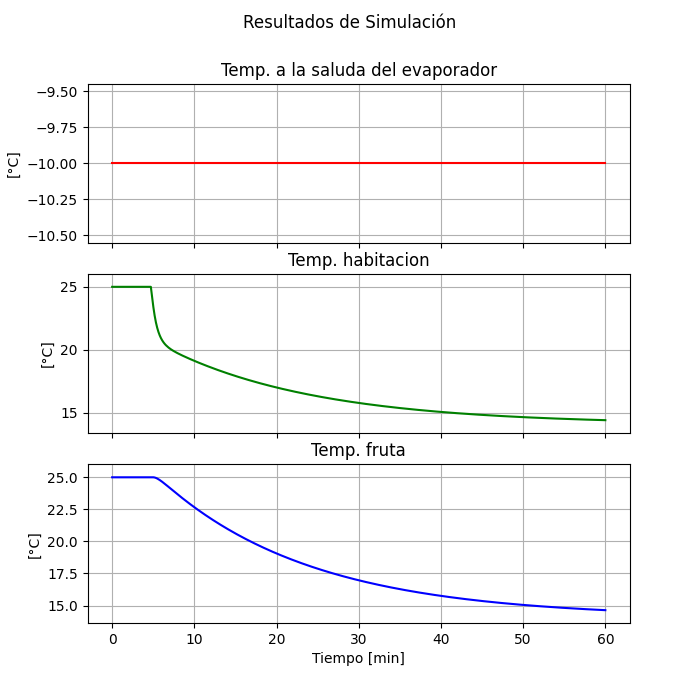 Resultados de Simulación
Temp. a la saluda del evaporador
−9.50
−9.75
−10.00
−10.25
−10.50
[°C]
Temp. habitacion
25
20
15
[°C]
Temp. fruta
25.0
22.5
20.0
17.5
15.0
[°C]
0 10 20 30 40 50 60
Tiempo [min]